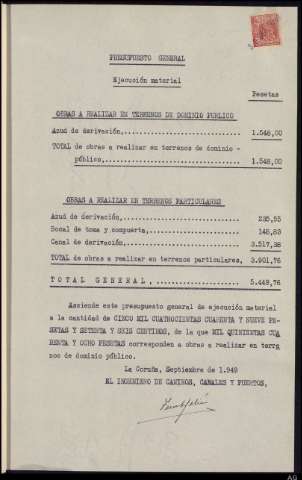 PRESUPUESTO GENERAL
Ejecución material
Pesetas
OBRAS A REALIZAR EN TERRENOS DE DOMINIO PUBLICO
Azud de derivación,.............................. 1.548,00
TOTAL de obras a realizar en terrenos de dominio -
público,................................... 1.548,00
OBRAS A REALIZAR EN TERRENOS PARTICULARES
Azud de derivación,.............................. 235,55
Bocal de toma y compuerta,....................... 148,83
Canal de derivación,............................. 3.517,38
TOTAL de obras a realizar en terrenos particulares, 3.901,76
TOTAL GENERAL, .................. 5.449,76
Asciende este presupuesto general de ejecución material
a la cantidad de CINCO MIL CUATROCIENTAS CUARENTA Y NUEVE PE-
SETAS Y SETENTA Y SEIS CENTIMOS, de la que MIL QUINIENTAS CUA
RENTA Y OCHO PESETAS corresponden a obras a realizar en terre
nos de dominio público.
La Coruña, Septiembre de 1.949
EL INGENIERO DE CAMINOS, CANALES Y PUERTOS,